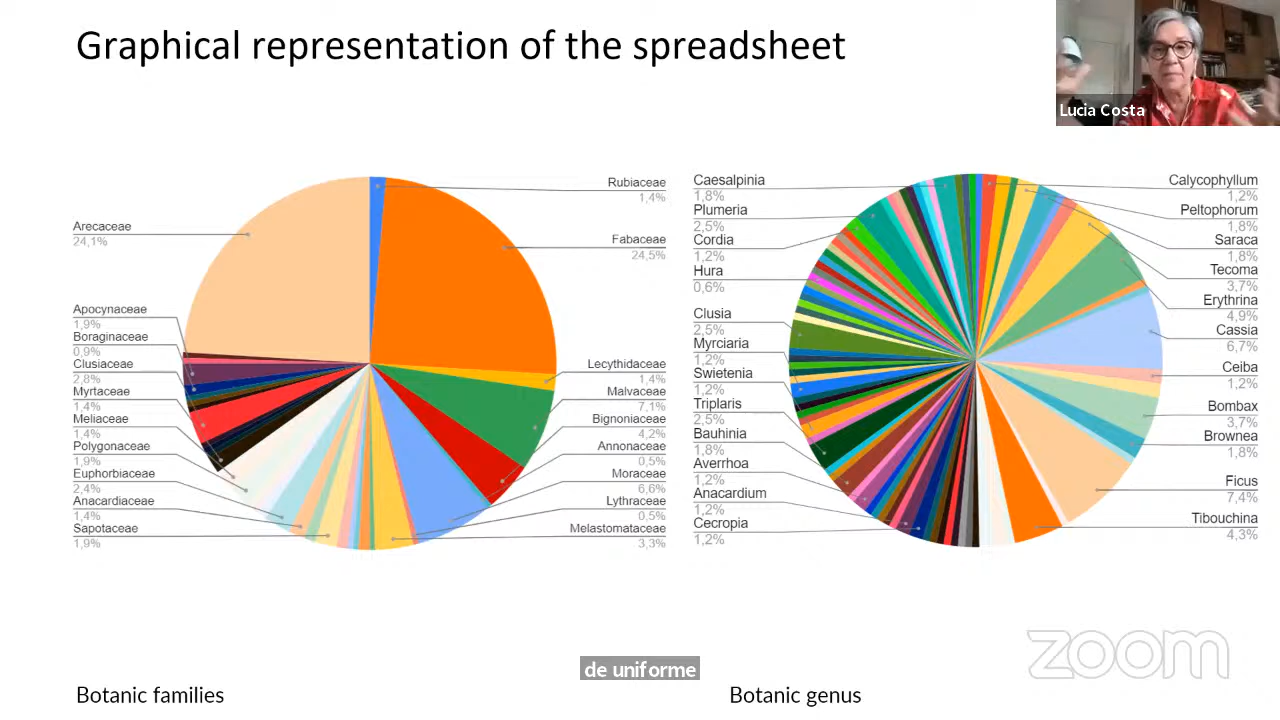 Graphical representation of the spreadsheet
Lucia Costa
Rubiaceae
1,4%
Fabaceae
24,5%
Lecythidaceae
1,4%
Malvaceae
7,1%
Bignoniaceae
4,2%
Annonaceae
0,5%
Moraceae
6,6%
Lythraceae
0,5%
Melastomataceae
3,3%
Arecaceae
24,1%
Apocynaceae
1,9%
Boraginaceae
0,9%
Clusiaceae
2,8%
Myrtaceae
1,4%
Meliaceae
1,4%
Polygonaceae
1,9%
Euphorbiaceae
2,4%
Anacardiaceae
1,4%
Sapotaceae
1,9%
Caesalpinia
1,8%
Plumeria
2,5%
Cordia
1,2%
Hura
0,6%
Clusia
2,5%
Myrciaria
1,2%
Swietenia
1,2%
Triplaris
2,5%
Bauhinia
1,8%
Averrhoa
1,2%
Anacardium
1,2%
Cecropia
1,2%
Calycophyllum
1,2%
Peltophorum
1,8%
Saraca
1,8%
Tecoma
3,7%
Erythrina
4,9%
Cassia
6,7%
Ceiba
1,2%
Bombax
3,7%
Brownea
1,8%
Ficus
7,4%
Tibouchina
4,3%
zoom
de uniforme
Botanic families
Botanic genus